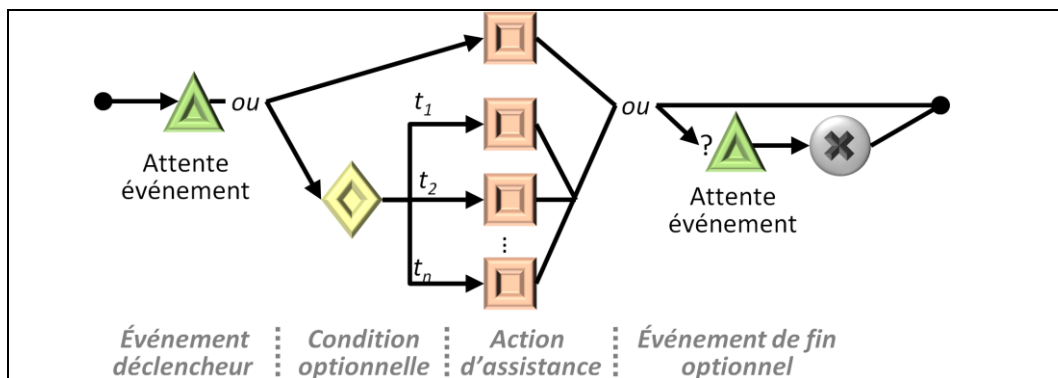 ou
t1
t2
⋮
tn
ou
?
Attente
événement
Attente
événement
Événement
déclencheur
Condition
optionnelle
Action
d'assistance
Événement de fin
optionnel